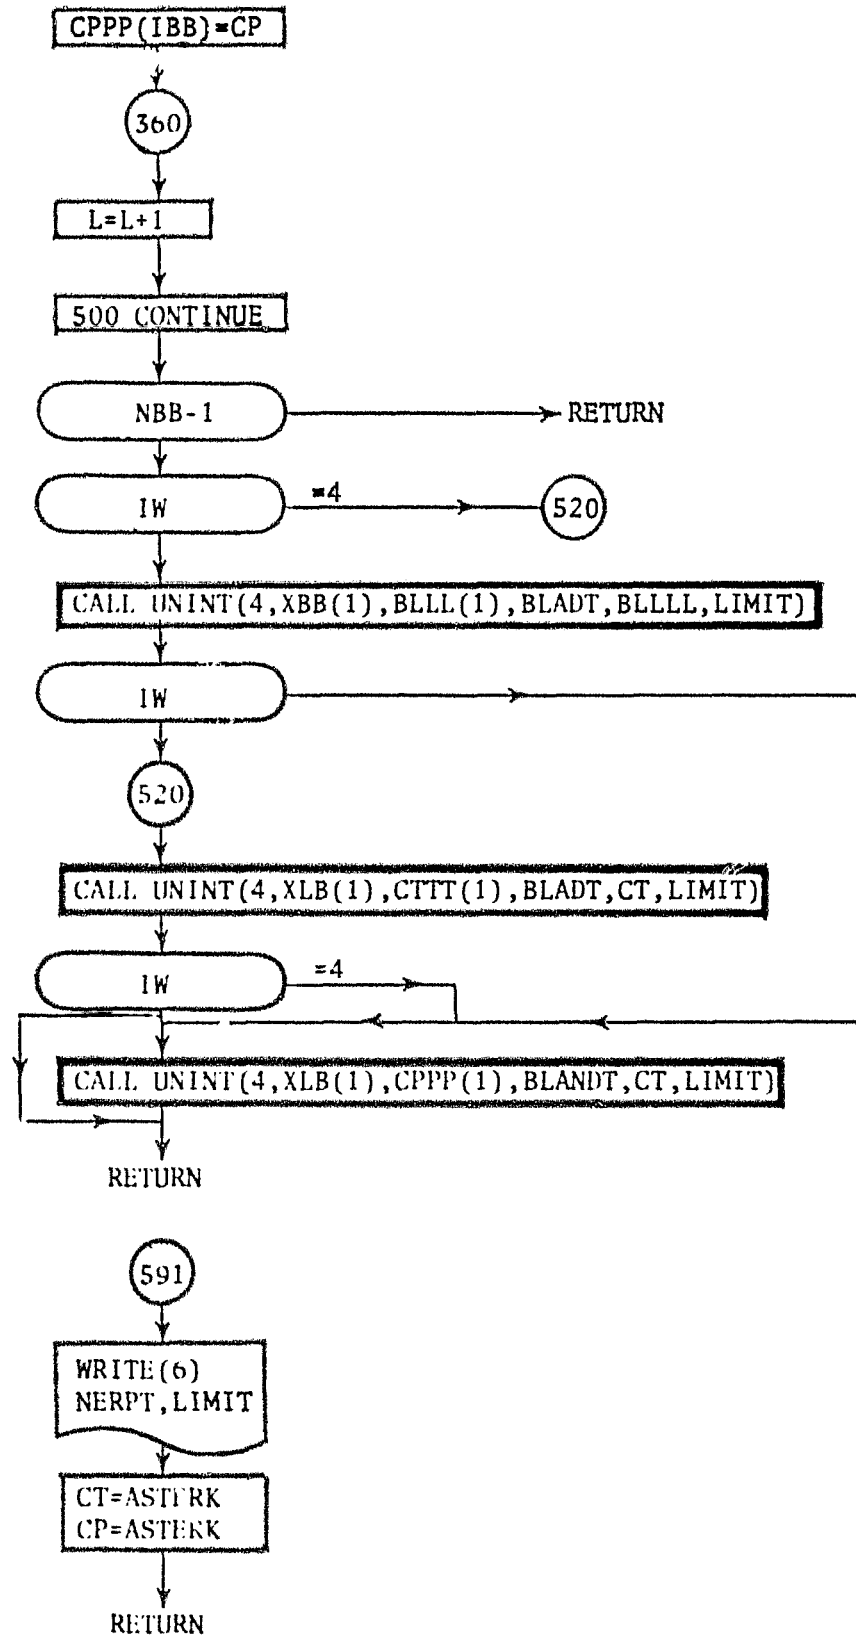 CPPP(IBB)=CP
360
L=L+1
500 CONTINUE
NBB-1
RETURN
IW
=4
520
CALL UNINT(4,XBB(1),BLLL(1),BLADT,BLLLL,LIMIT)
IW
520
CALL UNINT(4,XLB(1),CTTT(1),BLADT,CT,LIMIT)
IW
=4
CALL UNINT(4,XLB(1),CPPP(1),BLANDT,CT,LIMIT)
RETURN
591
WRITE(6)
NERPT,LIMIT
CT=ASTERK
CP=ASTERK
RETURN